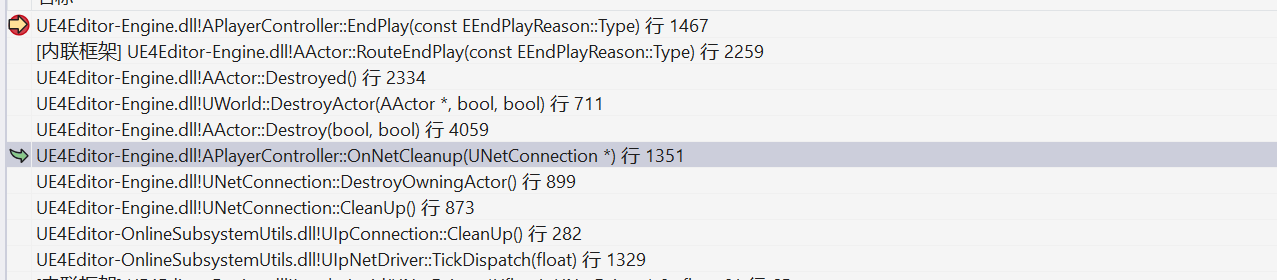 UE4Editor-Engine.dll!APlayerController::EndPlay(const EEndPlayReason::Type) 行 1467
[内联框架] UE4Editor-Engine.dll!AActor::RouteEndPlay(const EEndPlayReason::Type) 行 2259
UE4Editor-Engine.dll!AActor::Destroyed() 行 2334
UE4Editor-Engine.dll!UWorld::DestroyActor(AActor *, bool, bool) 行 711
UE4Editor-Engine.dll!AActor::Destroy(bool, bool) 行 4059
UE4Editor-Engine.dll!APlayerController::OnNetCleanup(UNetConnection *) 行 1351
UE4Editor-Engine.dll!UNetConnection::DestroyOwningActor() 行 899
UE4Editor-Engine.dll!UNetConnection::CleanUp() 行 873
UE4Editor-OnlineSubsystemUtils.dll!UIpConnection::CleanUp() 行 282
UE4Editor-OnlineSubsystemUtils.dll!UIpNetDriver::TickDispatch(float) 行 1329